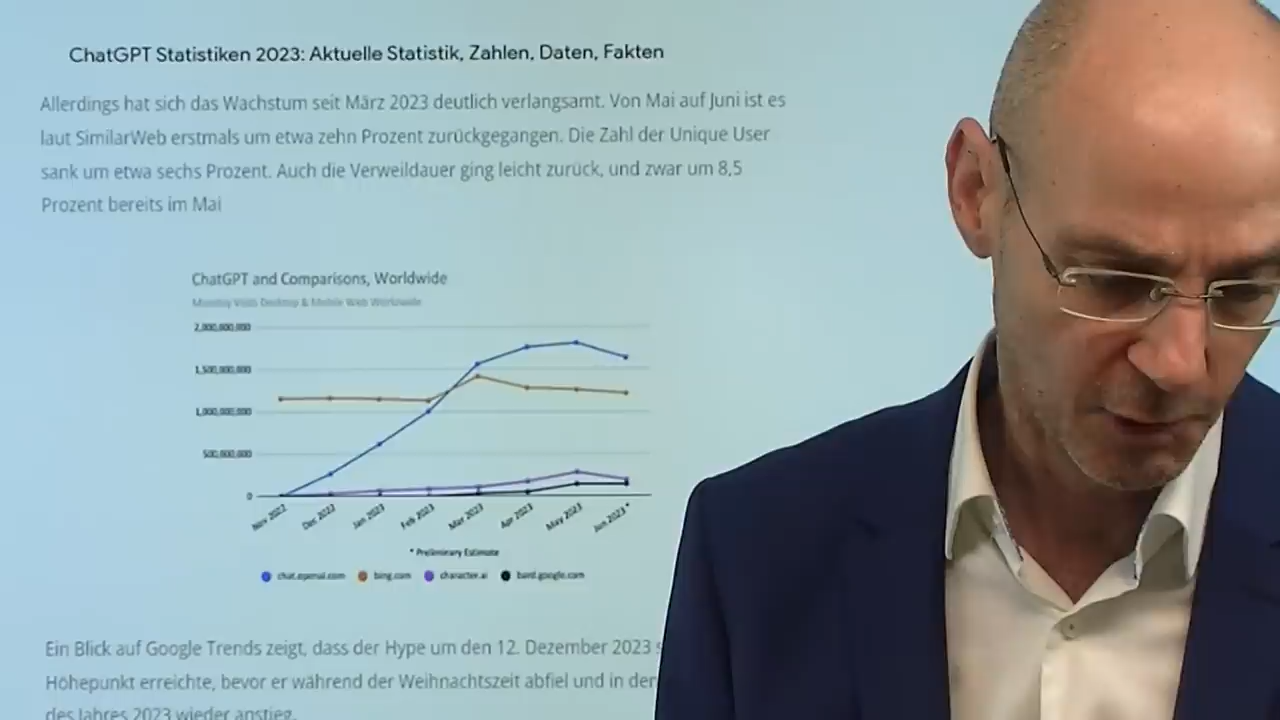 ChatGPT Statistiken 2023: Aktuelle Statistik, Zahlen, Daten, Fakten
Allerdings hat sich das Wachstum seit März 2023 deutlich verlangsamt. Von Mai auf Juni ist es
laut SimilarWeb erstmals um etwa zehn Prozent zurückgegangen. Die Zahl der Unique User
sank um etwa sechs Prozent. Auch die Verweildauer ging leicht zurück, und zwar um 8,5
Prozent bereits im Mai
ChatGPT and Comparisons, Worldwide
Monthly Visits Desktop & Mobile Web Worldwide
2,000,000,000
1,500,000,000
1,000,000,000
500,000,000
0
Nov 2022 Dec 2022 Jan 2023 Feb 2023 Mar 2023 Apr 2023 May 2023 Jun 2023 *
* Preliminary Estimate
chat.openai.com bing.com character.ai bard.google.com
Ein Blick auf Google Trends zeigt, dass der Hype um den 12. Dezember 2023
Höhepunkt erreichte, bevor er während der Weihnachtszeit abfiel und in der
des Jahres 2023 wieder anstieg.